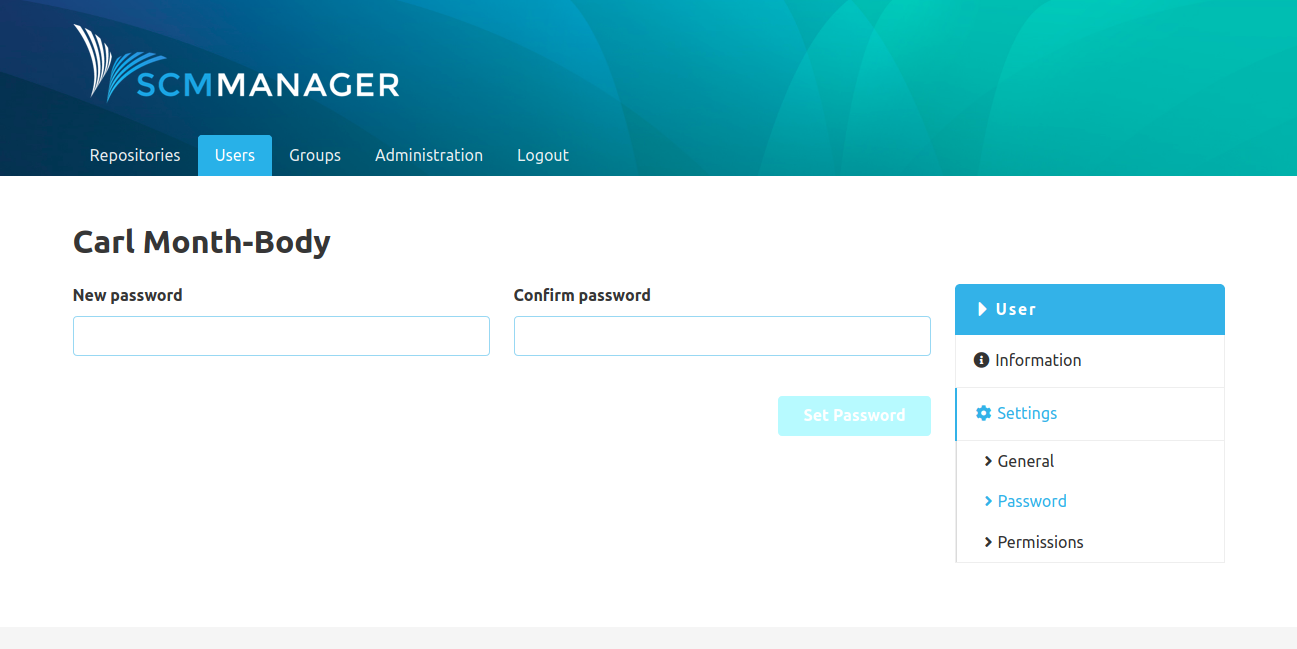 SCMMANAGER
Repositories Users Groups Administration Logout
Carl Month-Body
New password Confirm password
User
Information
Set Password
Settings
General
Password
Permissions